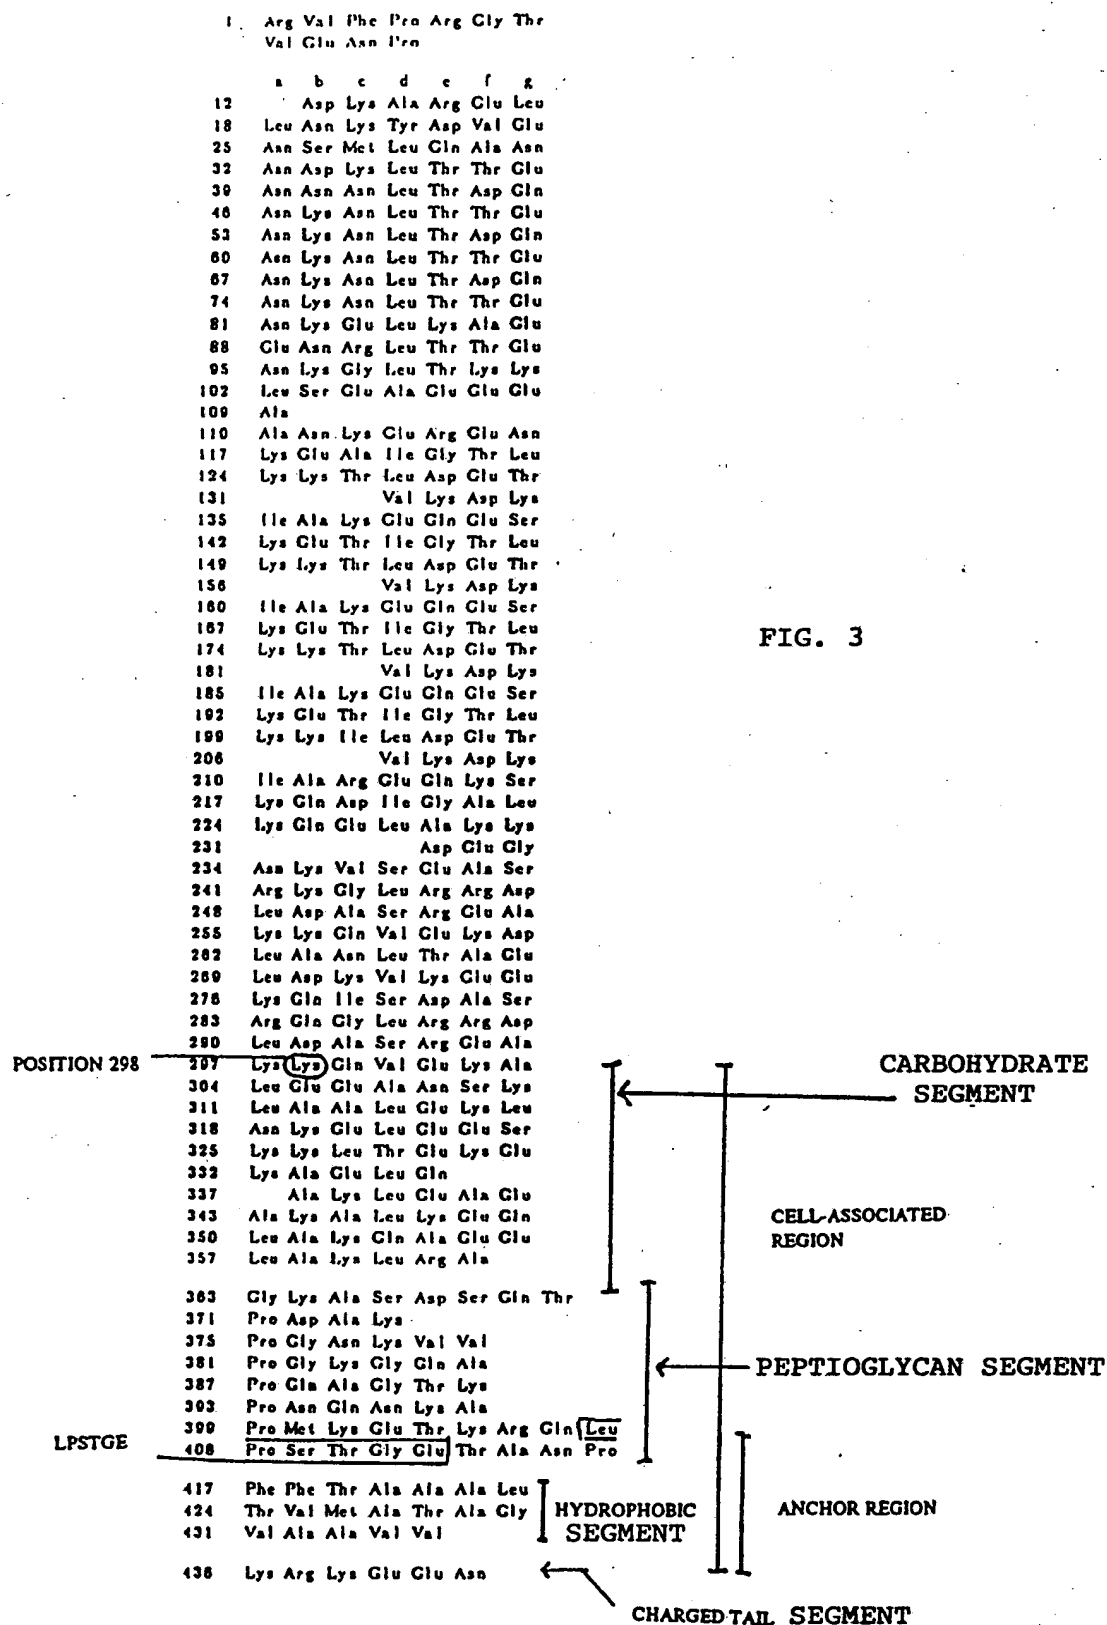 1 Arg Val Phe Pro Arg Gly Thr
Val Glu Asn Pro
a b c d e f g
12 Asp Lys Ala Arg Glu Leu
18 Leu Asn Lys Tyr Asp Val Glu
25 Asn Ser Met Leu Gln Ala Asn
32 Asn Asp Lys Leu Thr Thr Glu
39 Asn Asn Asn Leu Thr Asp Gln
46 Asn Lys Asn Leu Thr Thr Glu
53 Asn Lys Asn Leu Thr Asp Gln
60 Asn Lys Asn Leu Thr Thr Glu
67 Asn Lys Asn Leu Thr Asp Gln
74 Asn Lys Asn Leu Thr Thr Glu
81 Asn Lys Glu Leu Lys Ala Glu
88 Glu Asn Arg Leu Thr Thr Glu
95 Asn Lys Gly Leu Thr Lys Lys
102 Leu Ser Glu Ala Glu Glu Glu
109 Ala
110 Ala Asn Lys Glu Arg Glu Asn
117 Lys Glu Ala Ile Gly Thr Leu
124 Lys Lys Thr Leu Asp Glu Thr
131 Val Lys Asp Lys
135 Ile Ala Lys Glu Gln Glu Ser
142 Lys Glu Thr Ile Gly Thr Leu
149 Lys Lys Thr Leu Asp Glu Thr
156 Val Lys Asp Lys
160 Ile Ala Lys Glu Gln Glu Ser
167 Lys Glu Thr Ile Gly Thr Leu
174 Lys Lys Thr Leu Asp Glu Thr
181 Val Lys Asp Lys
185 Ile Ala Lys Glu Gln Glu Ser
192 Lys Glu Thr Ile Gly Thr Leu
199 Lys Lys Ile Leu Asp Glu Thr
206 Val Lys Asp Lys
210 Ile Ala Arg Glu Gln Lys Ser
217 Lys Gln Asp Ile Gly Ala Leu
224 Lys Gln Glu Leu Ala Lys Lys
231 Asp Glu Gly
234 Asn Lys Val Ser Glu Ala Ser
241 Arg Lys Gly Leu Arg Arg Asp
248 Leu Asp Ala Ser Arg Glu Ala
255 Lys Lys Gln Val Glu Lys Asp
262 Leu Ala Asn Leu Thr Ala Glu
269 Leu Asp Lys Val Lys Glu Glu
276 Lys Gln Ile Ser Asp Ala Ser
283 Arg Gln Gly Leu Arg Arg Asp
290 Leu Asp Ala Ser Arg Glu Ala
POSITION 298
297 Lys Lys Gln Val Glu Lys Ala
304 Leu Glu Glu Ala Asn Ser Lys
311 Leu Ala Ala Leu Glu Lys Leu
318 Asn Lys Glu Leu Glu Glu Ser
325 Lys Lys Leu Thr Glu Lys Glu
332 Lys Ala Glu Leu Gln
337 Ala Lys Leu Glu Ala Glu
343 Ala Lys Ala Leu Lys Glu Gln
350 Leu Ala Lys Gln Ala Glu Glu
357 Leu Ala Lys Leu Arg Ala
363 Gly Lys Ala Ser Asp Ser Gln Thr
371 Pro Asp Ala Lys
375 Pro Gly Asn Lys Val Val
381 Pro Gly Lys Gly Gln Ala
387 Pro Gln Ala Gly Thr Lys
393 Pro Asn Gln Asn Lys Ala
399 Pro Met Lys Glu Thr Lys Arg Gln Leu
LPSTGE
408 Pro Ser Thr Gly Glu Thr Ala Asn Pro
417 Phe Phe Thr Ala Ala Ala Leu
424 Thr Val Met Ala Thr Ala Gly
431 Val Ala Ala Val Val
436 Lys Arg Lys Glu Glu Asn
FIG. 3
CARBOHYDRATE
SEGMENT
CELL-ASSOCIATED
REGION
PEPTIOGLYCAN SEGMENT
HYDROPHOBIC
SEGMENT
ANCHOR REGION
CHARGED TAIL SEGMENT